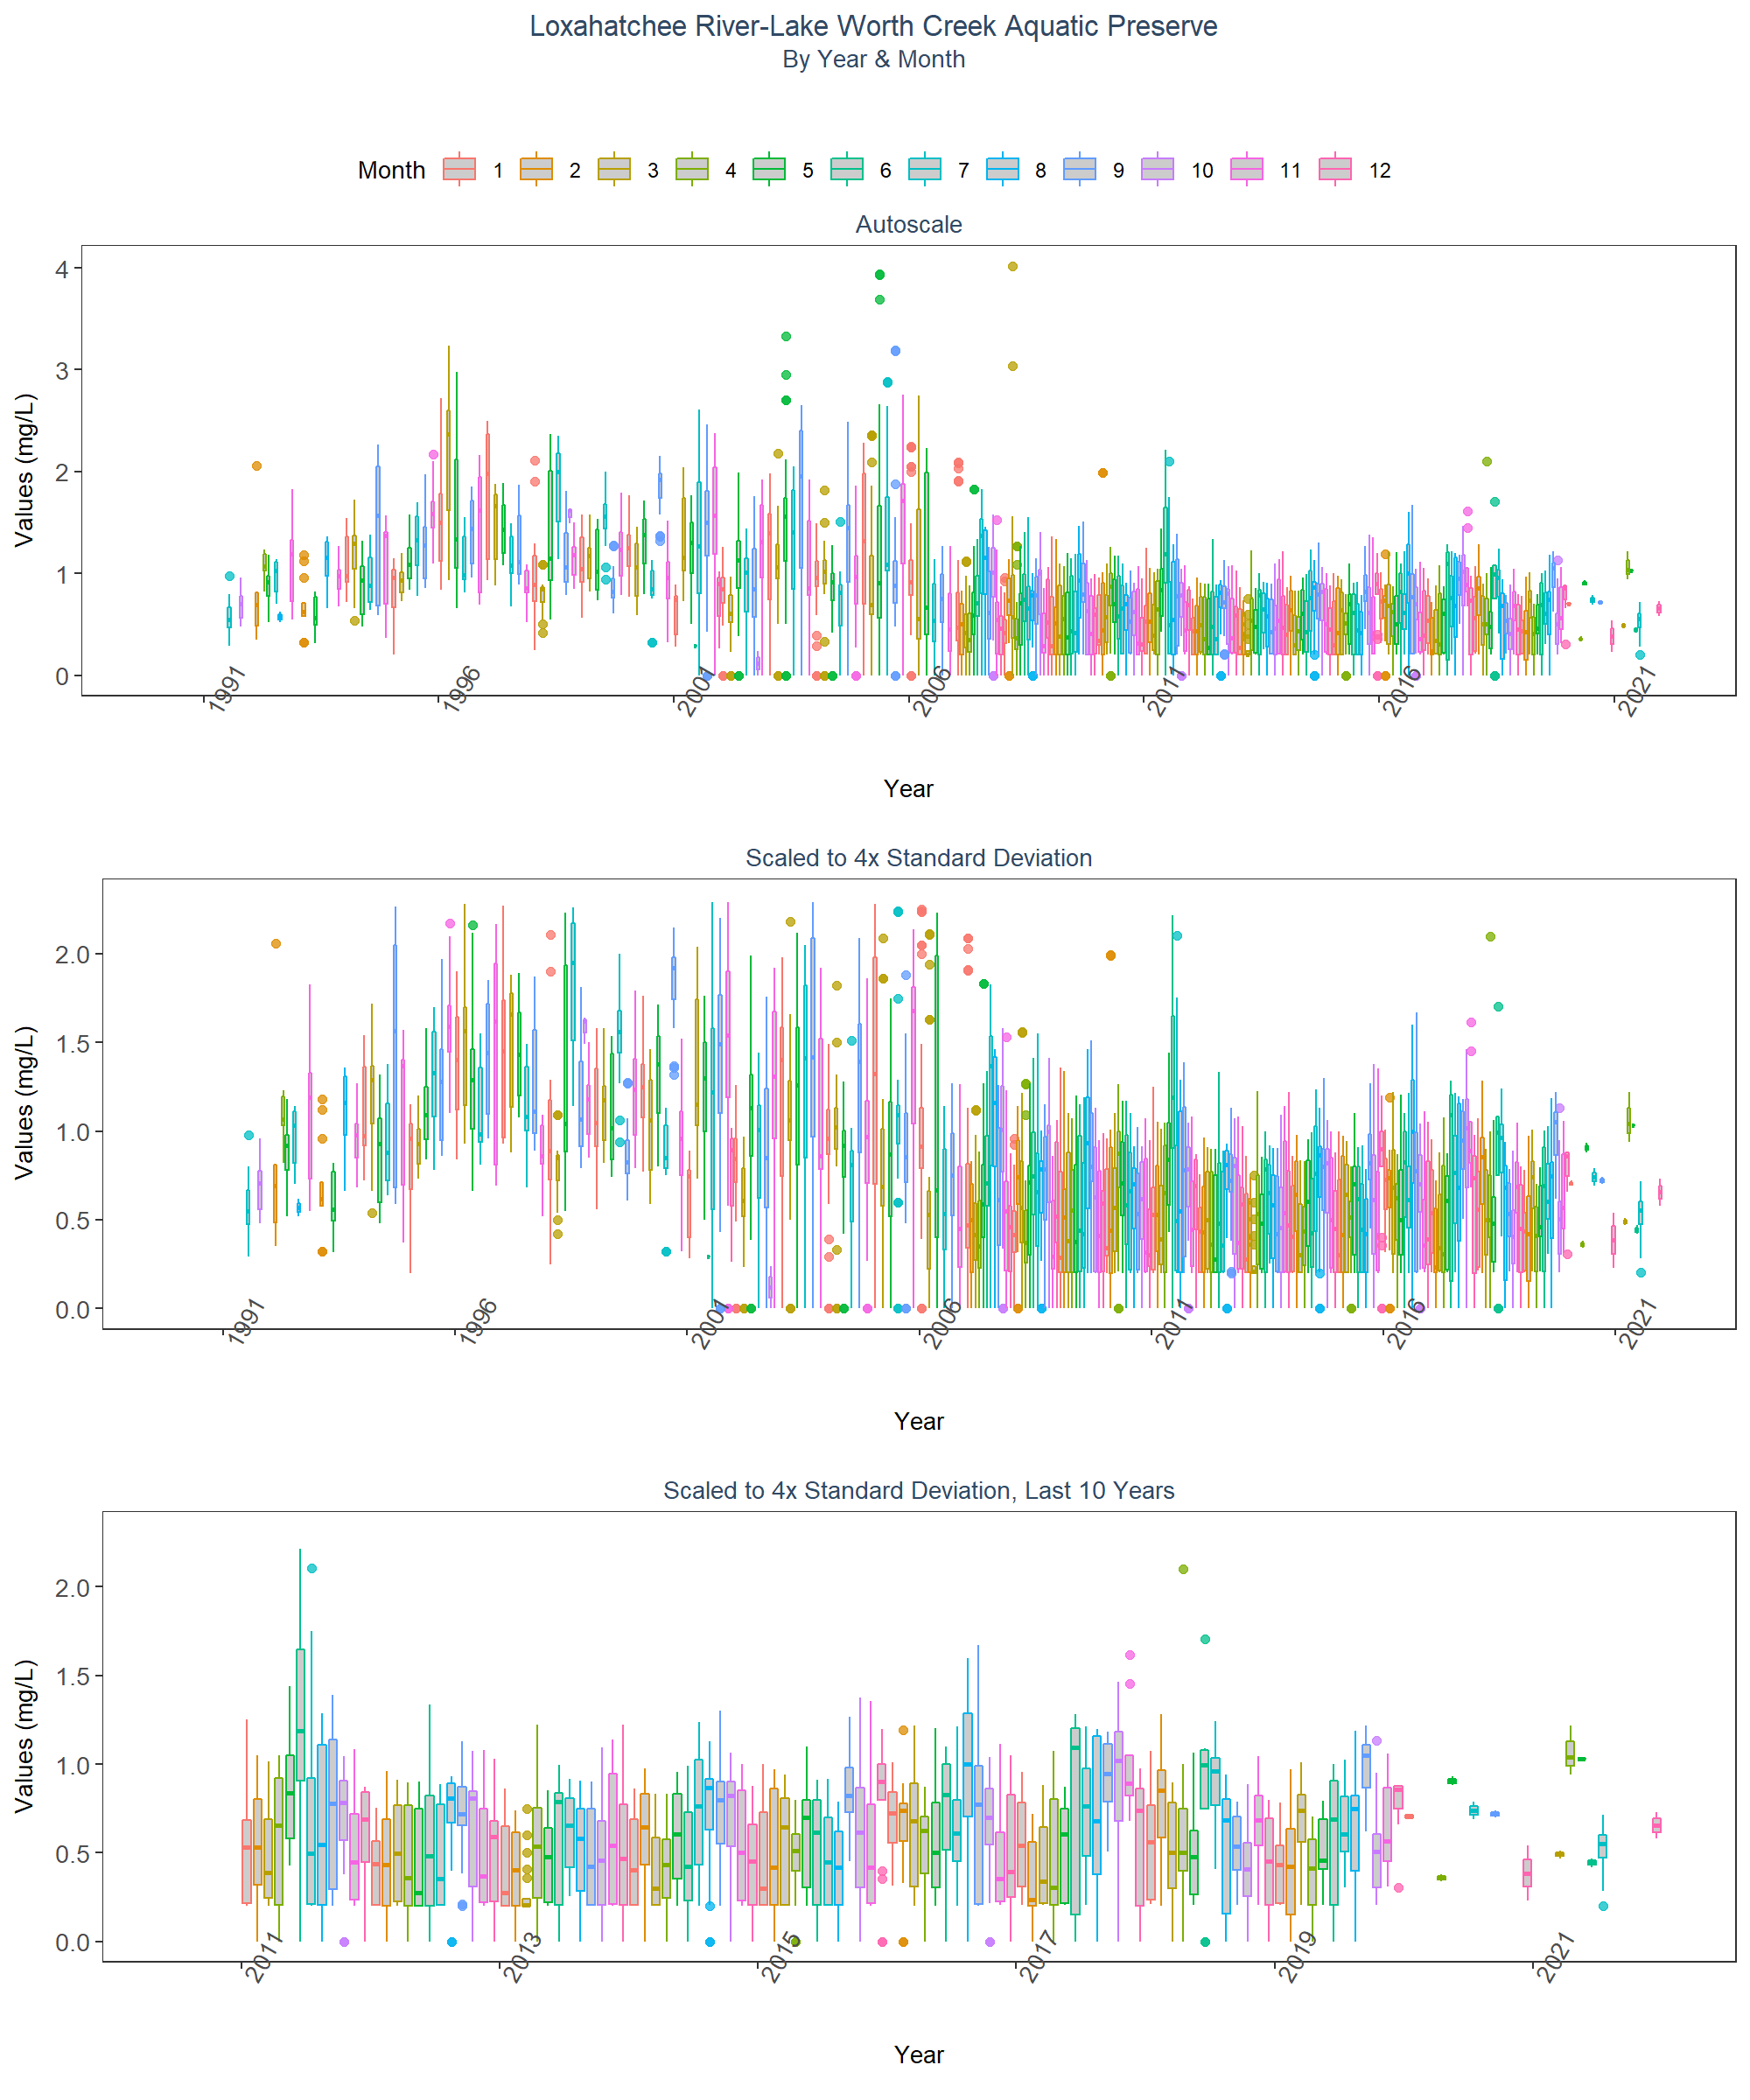 Loxahatchee River-Lake Worth Creek Aquatic Preserve
By Year & Month
Month 1 2 3 4 5 6 7 8 9 10 11 12
Autoscale
Values (mg/L)
4
3
2
1
0
1991 1996 2001 2006 2011 2016 2021
Year
Scaled to 4x Standard Deviation
Values (mg/L)
2.0
1.5
1.0
0.5
0.0
1991 1996 2001 2006 2011 2016 2021
Year
Scaled to 4x Standard Deviation, Last 10 Years
Values (mg/L)
2.0
1.5
1.0
0.5
0.0
2011 2013 2015 2017 2019 2021
Year